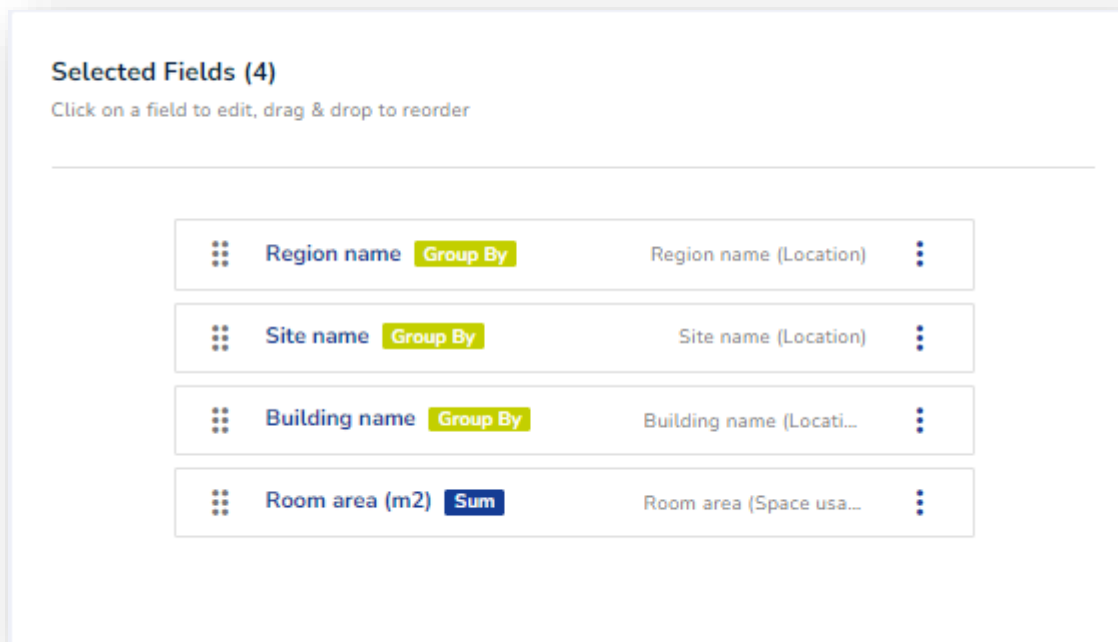 Selected Fields (4)
Click on a field to edit, drag & drop to reorder
Region name Group By Region name (Location)
Site name Group By Site name (Location)
Building name Group By Building name (Locati...
Room area (m2) Sum Room area (Space usa...